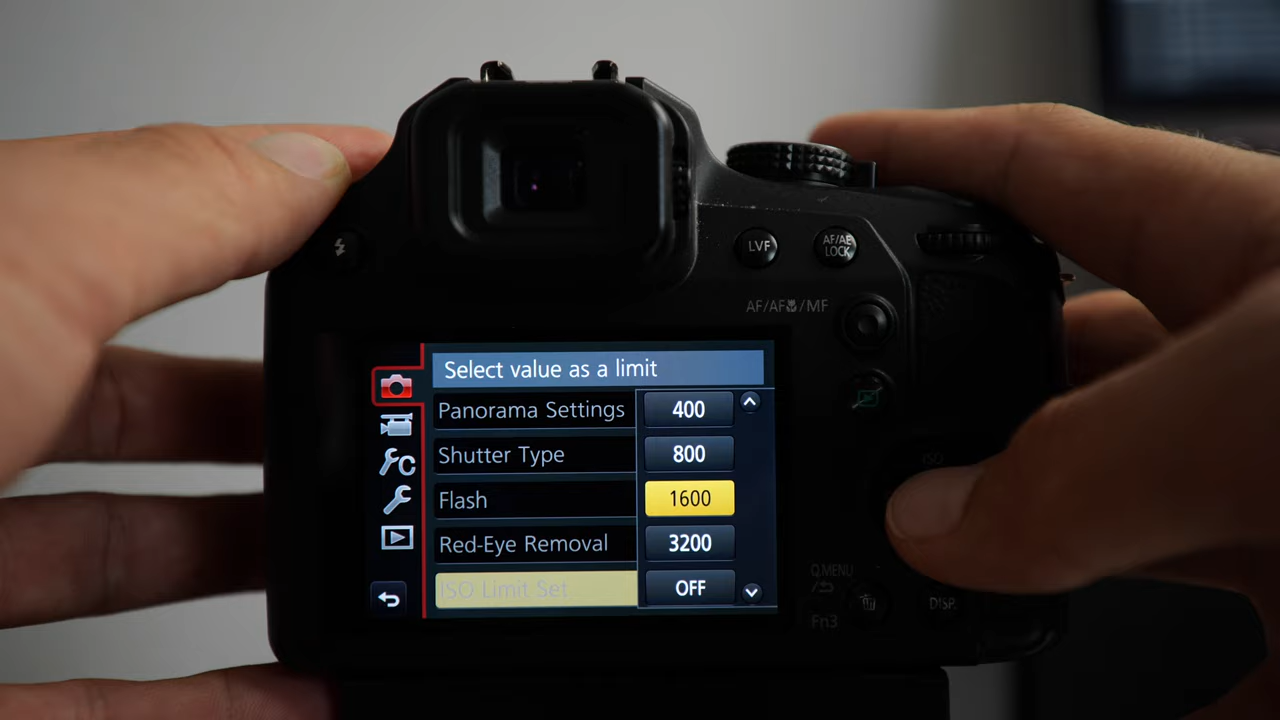 LVF
AF/AE
LOCK
AF/AF/MF
Select value as a limit
Panorama Settings
400
Shutter Type
800
Flash
1600
Red-Eye Removal
3200
ISO Limit Set
OFF
ISO
Q.MENU
Fn3
DISP.